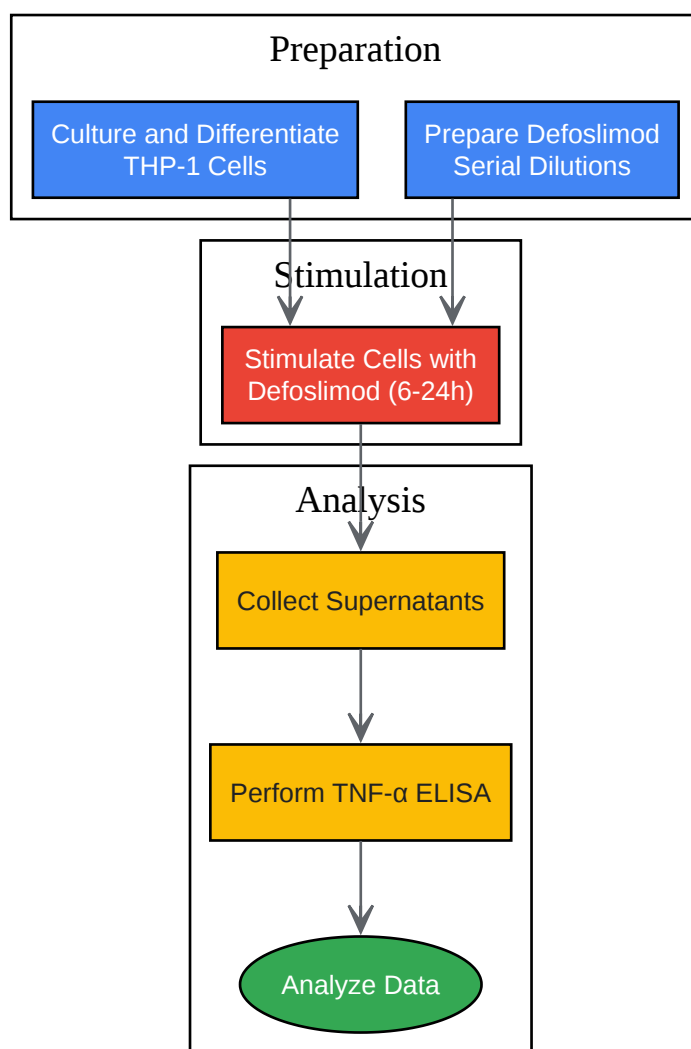 Preparation
Culture and Differentiate
THP-1 Cells
Prepare Defoslimod
Serial Dilutions
Stimulation
Stimulate Cells with
Defoslimod (6-24h)
Analysis
Collect Supernatants
Perform TNF-α ELISA
Analyze Data